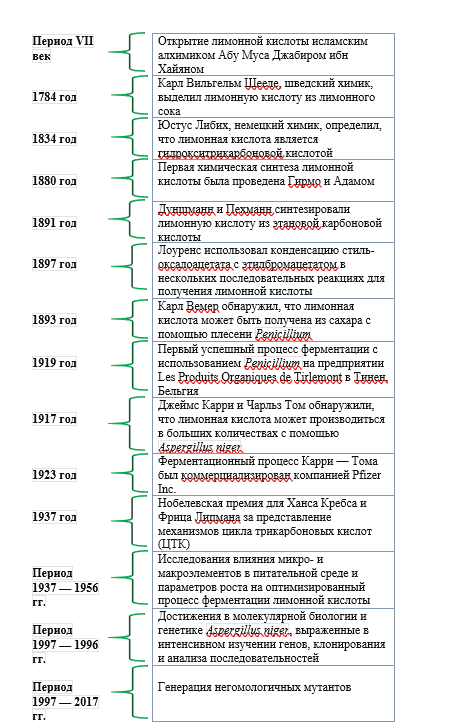 Период VII
век
Открытие лимонной кислоты исламским
алхимиком Абу Муса Джабиром ибн
Хайяном
1784 год
Карл Вильгельм Шееле, шведский химик,
выделил лимонную кислоту из лимонного
сока
1834 год
Юстус Либих, немецкий химик, определил,
что лимонная кислота является
гидрокситрикарбоновой кислотой
1880 год
Первая химическая синтеза лимонной
кислоты была проведена Гирмо и Адамом
1891 год
Дунщманн и Пехманн синтезировали
лимонную кислоту из этановой карбоновой
кислоты
1897 год
Лоуренс использовал конденсацию стиль-
оксалоацетата с этилбромацетатом в
нескольких последовательных реакциях для
получения лимонной кислоты
1893 год
Карл Вемер обнаружил, что лимонная
кислота может быть получена из сахара с
помощью плесени Penicillium
1919 год
Первый успешный процесс ферментации с
использованием Penicillium на предприятии
Les Produits Organiques de Tirlemont в Тинен,
Бельгия
1917 год
Джеймс Карри и Чарльз Том обнаружили,
что лимонная кислота может производиться
в больших количествах с помощью
Aspergillus niger
1923 год
Ферментационный процесс Карри — Тома
был коммерциализирован компанией Pfizer
Inc.
1937 год
Нобелевская премия для Ханса Кребса и
Фрица Липмана за представление
механизмов цикла трикарбоновых кислот
(ЦТК)
Период
1937 — 1956
гг.
Исследования влияния микро- и
макроэлементов в питательной среде и
параметров роста на оптимизированный
процесс ферментации лимонной кислоты
Период
1997 — 1996
гг.
Достижения в молекулярной биологии и
генетике Aspergillus niger, выраженные в
интенсивном изучении генов, клонирования
и анализа последовательностей
Период
1997 — 2017
гг.
Генерация негомологичных мутантов